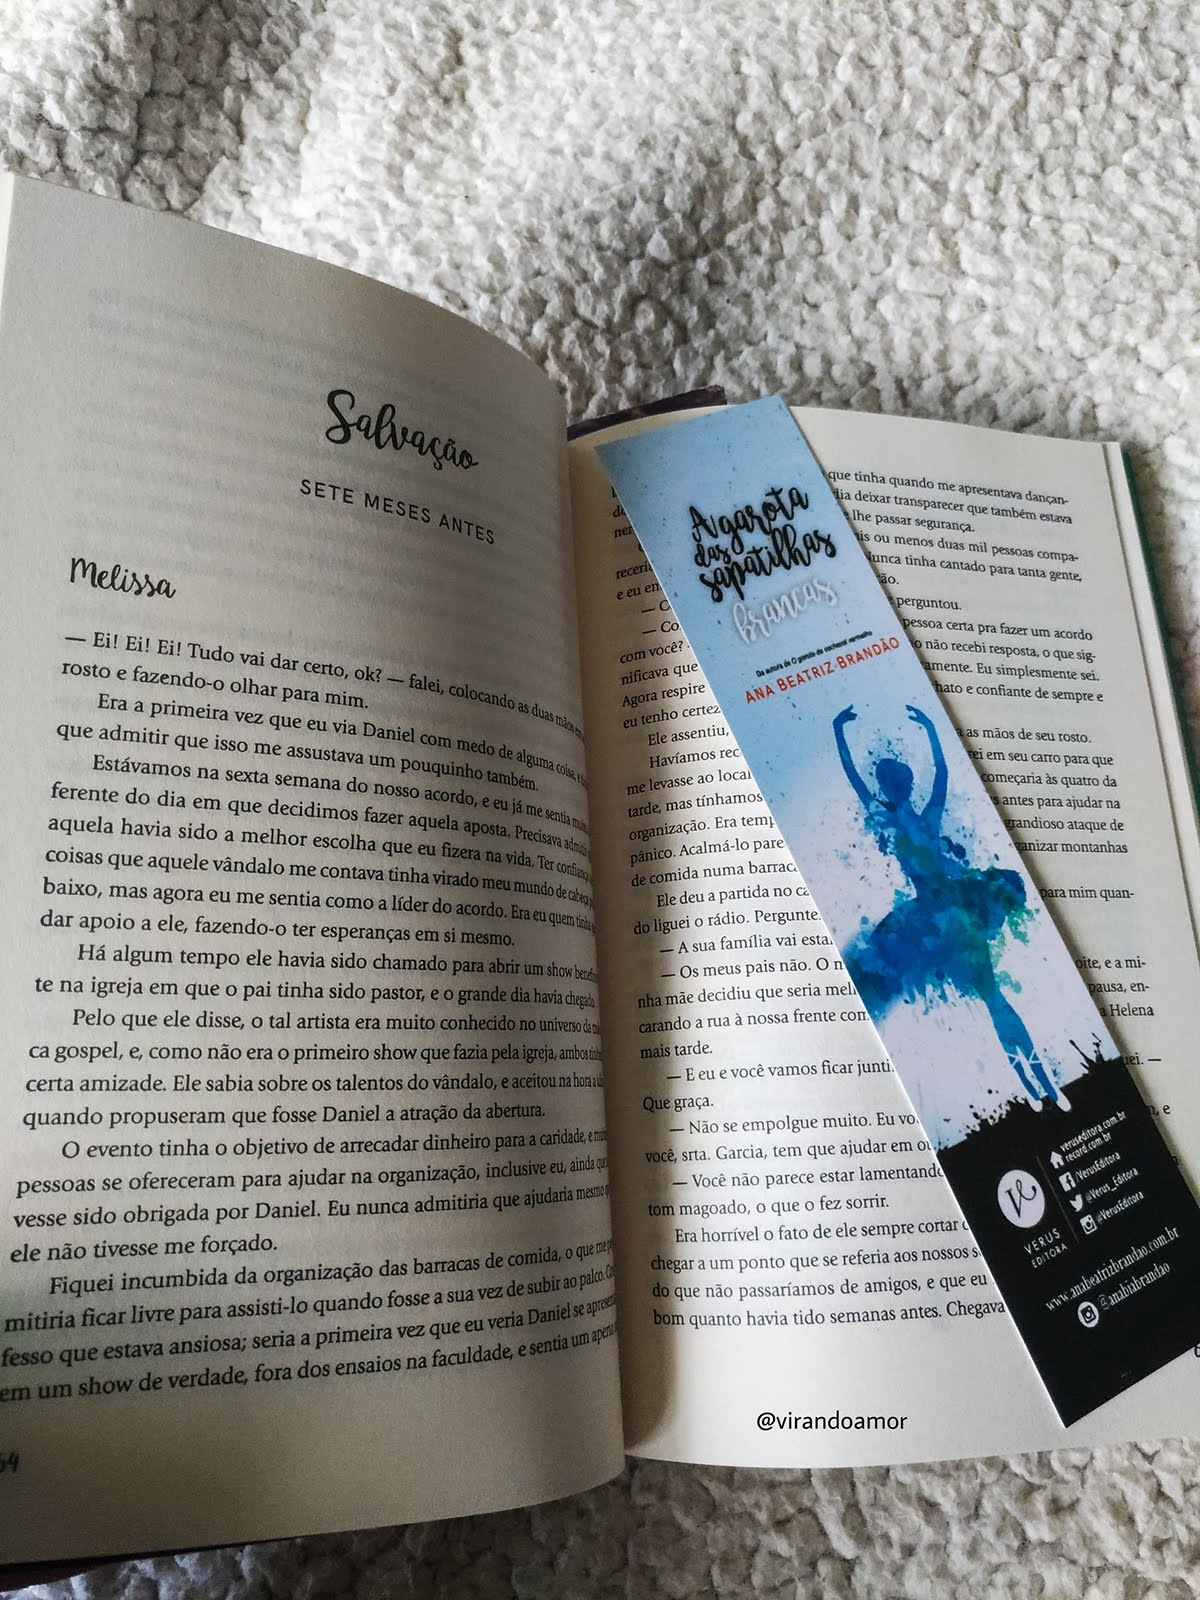 Salvação
SETE MESES ANTES
Melissa
— Ei! Ei! Ei! Tudo vai dar certo, ok? — falei, colocando as duas mãos
rosto e fazendo-o olhar para mim.
Era a primeira vez que eu via Daniel com medo de alguma coisa, e
que admitir que isso me assustava um pouquinho também.
Estávamos na sexta semana do nosso acordo, e eu já me sentia
ferente do dia em que decidimos fazer aquela aposta. Precisava admitir
aquela havia sido a melhor escolha que eu fizera na vida. Ter
coisas que aquele vândalo me contava tinha virado meu mundo de cabeça
baixo, mas agora eu me sentia como a líder do acordo. Era eu quem tinha
dar apoio a ele, fazendo-o ter esperanças em si mesmo.
Há algum tempo ele havia sido chamado para abrir um show
te na igreja em que o pai tinha sido pastor, e o grande dia havia chegado.
Pelo que ele disse, o tal artista era muito conhecido no universo da
ca gospel, e, como não era o primeiro show que fazia pela igreja, ambos
certa amizade. Ele sabia sobre os talentos do vândalo, e aceitou na hora
quando propuseram que fosse Daniel a atração da abertura.
O evento tinha o objetivo de arrecadar dinheiro para a caridade, e
pessoas se ofereceram para ajudar na organização, inclusive eu, ainda que
vesse sido obrigada por Daniel. Eu nunca admitiria que ajudaria mesmo
ele não tivesse me forçado.
Fiquei incumbida da organização das barracas de comida, o que me
mitiria ficar livre para assisti-lo quando fosse a sua vez de subir ao palco.
fesso que estava ansiosa; seria a primeira vez que eu veria Daniel se
em um show de verdade, fora dos ensaios na faculdade, e sentia um
que tinha quando me apresentava dançan-
dia deixar transparecer que também estava
lhe passar segurança.
is ou menos duas mil pessoas compa-
receri
Nunca tinha cantado para tanta gente,
e eu en
perguntou.
pessoa certa pra fazer um acordo
com você?
não recebi resposta, o que sig-
nificava que
amente. Eu simplesmente sei.
Agora respire
hato e confiante de sempre e
eu tenho certez
Ele assentiu,
as mãos de seu rosto.
Havíamos
rei em seu carro para que
me levasse ao local
começaria às quatro da
tarde, mas tínhamos
antes para ajudar na
organização. Era temp
grandioso ataque de
pânico. Acalmá-lo pare
ganizar montanhas
de comida numa barraca
Ele deu a partida no ca
para mim quan-
do liguei o rádio. Pergunte
— A sua família vai esta
— Os meus pais não. O
oite, e a mi-
nha mãe decidiu que seria mel
pausa, en-
carando a rua à nossa frente com
a Helena
mais tarde.
— E eu e você vamos ficar junti
uei. —
Que graça.
— Não se empolgue muito. Eu vo
você, srta. Garcia, tem que ajudar em ou
— Você não parece estar lamentando
tom magoado, o que o fez sorrir.
Era horrível o fato de ele sempre cortar
chegar a um ponto que se referia aos nossos
do que não passaríamos de amigos, e que eu
bom quanto havia tido semanas antes. Chegava
A garota
das
sapatilhas
brancas
Da autora de O garoto do cachecol vermelho
ANA BEATRIZ BRANDÃO
VERUS
EDITORA
veruseditora.com.br
record.com.br
/VerusEditora
@Verus_Editora
@VerusEditora
www.anabeatrizbrandao.com.br
@anabiabrandao
@virandoamor